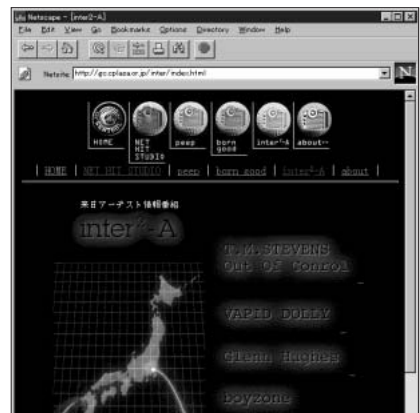 Netscape - [inter2-A]
File Edit View Go Bookmarks Options Directory Window Help
Netsite: http://gc.cplaza.or.jp/inter/index.html
N
HOME NET HIT STUDIO peep born good inter²-A about
| HOME | NET HIT STUDIO | peep | born good | inter²-A | about |
来日アーチスト情報番組
inter²-A
T.M.STEVENS
Out Of Conrol
VAPID DOLLY
Glenn Hughes
boyzone